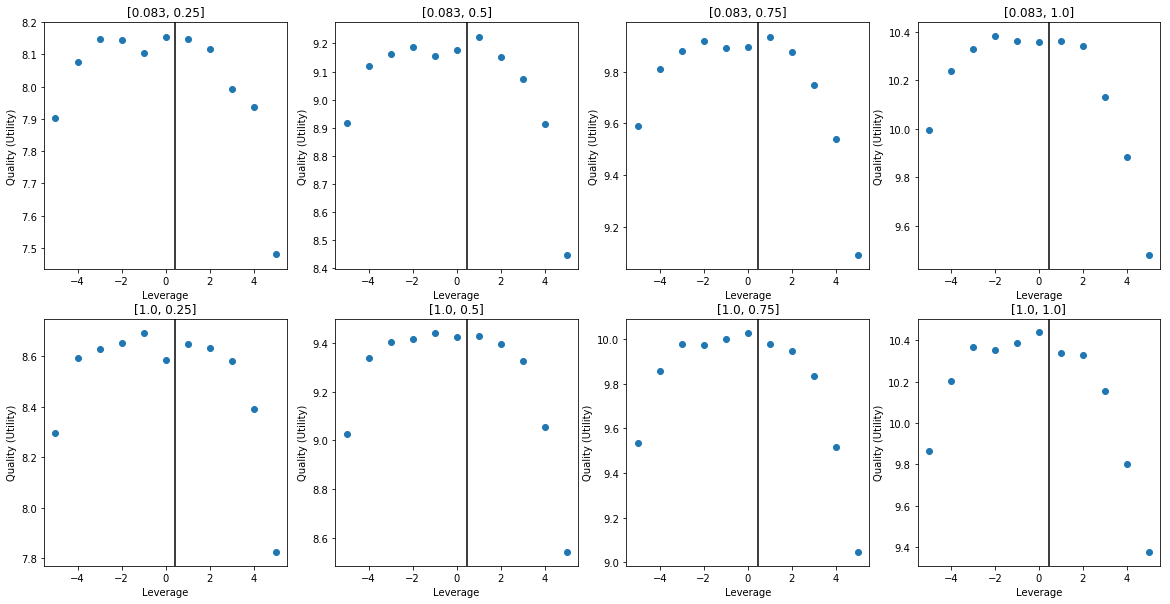 [0.083, 0.25]
Quality (Utility)
8.2
8.1
8.0
7.9
7.8
7.7
7.6
7.5
−4 −2 0 2 4
Leverage
[0.083, 0.5]
Quality (Utility)
9.2
9.1
9.0
8.9
8.8
8.7
8.6
8.5
8.4
−4 −2 0 2 4
Leverage
[0.083, 0.75]
Quality (Utility)
9.8
9.6
9.4
9.2
−4 −2 0 2 4
Leverage
[0.083, 1.0]
Quality (Utility)
10.4
10.2
10.0
9.8
9.6
−4 −2 0 2 4
Leverage
[1.0, 0.25]
Quality (Utility)
8.6
8.4
8.2
8.0
7.8
−4 −2 0 2 4
Leverage
[1.0, 0.5]
Quality (Utility)
9.4
9.2
9.0
8.8
8.6
−4 −2 0 2 4
Leverage
[1.0, 0.75]
Quality (Utility)
10.0
9.8
9.6
9.4
9.2
9.0
−4 −2 0 2 4
Leverage
[1.0, 1.0]
Quality (Utility)
10.4
10.2
10.0
9.8
9.6
9.4
−4 −2 0 2 4
Leverage